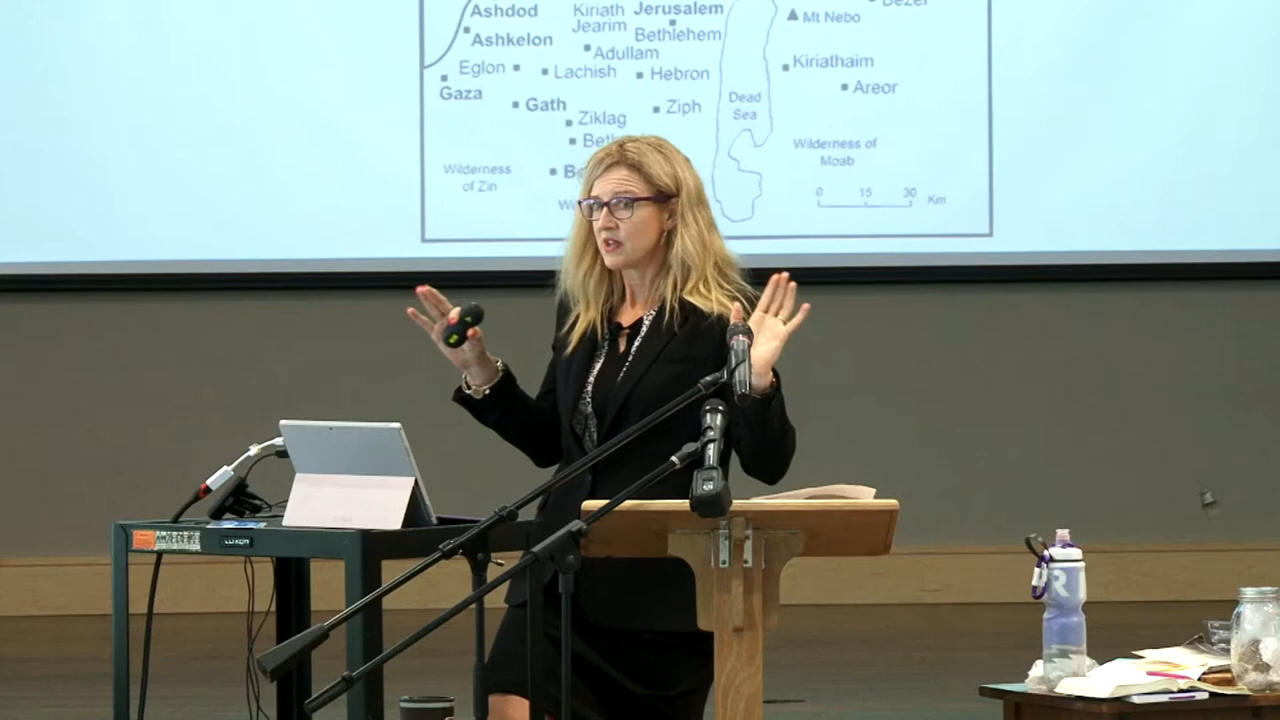 Ashdod
Kiriath
Jearim
Jerusalem
Mt Nebo
Bezer
Ashkelon
Bethlehem
Adullam
Eglon
Lachish
Hebron
Kiriathaim
Gaza
Areor
Gath
Ziph
Dead
Sea
Ziklag
Wilderness
of Zin
Wilderness of
Moab
0 15 30 Km
LUXOR
R